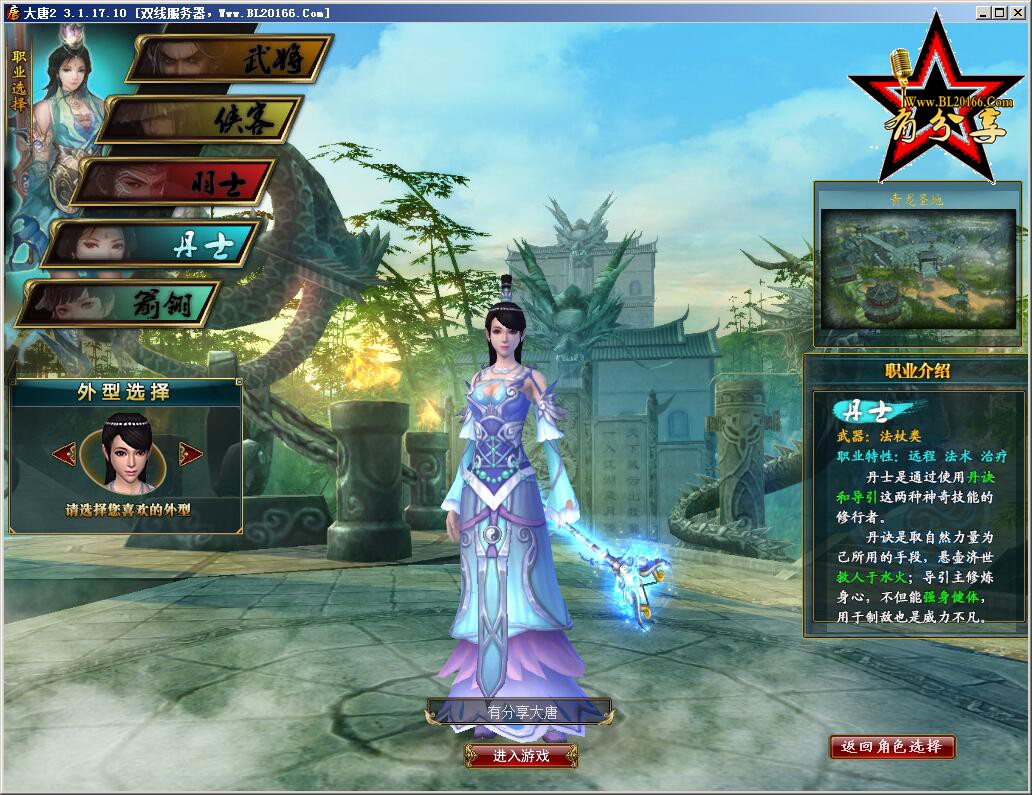 大唐2 3.1.17.10 [双线服务器，Www.BL20166.Com]
职业选择
武将
侠客
羽士
丹士
箭翎
外型选择
请选择您喜欢的外型
Www.BL20166.Com
有分享
青龙圣地
职业介绍
丹士
武器：法杖类
职业特性：远程 法术 治疗
丹士是通过使用丹诀
和导引这两种神奇技能的
修行者。
丹诀是取自然力量为
己所用的手段，悬壶济世
救人于水火；导引主修炼
身心，不但能强身健体，
用于制敌也是威力不凡。
有分享大唐
进入游戏
返回角色选择